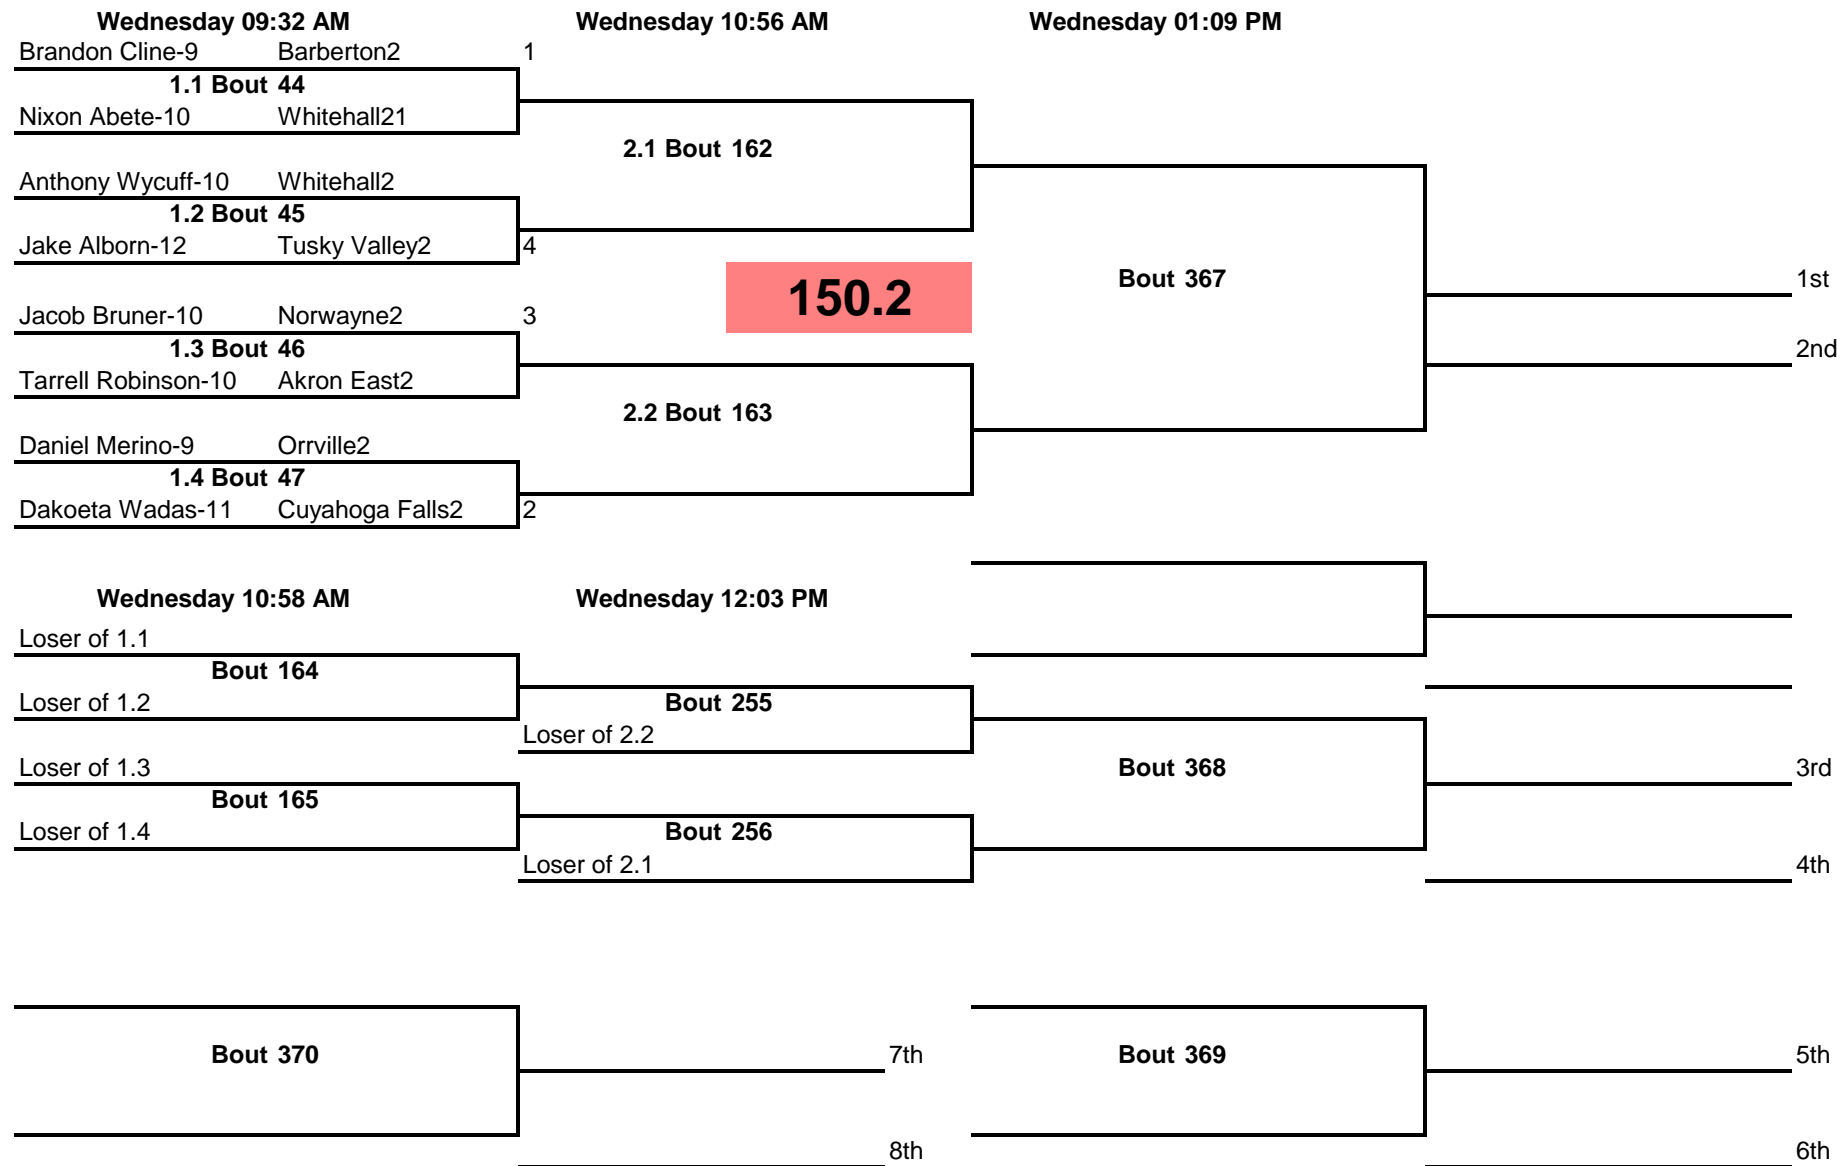 Wednesday 09:32 AM Wednesday 10:56 AM Wednesday 01:09 PM
Brandon Cline-9 Barberton2 1
1.1 Bout 44
Nixon Abete-10 Whitehall21
2.1 Bout 162
Anthony Wycuff-10 Whitehall2
1.2 Bout 45
Jake Alborn-12 Tusky Valley2 4
150.2
Bout 367 1st
Jacob Bruner-10 Norwayne2 3
1.3 Bout 46 2nd
Tarrell Robinson-10 Akron East2
2.2 Bout 163
Daniel Merino-9 Orrville2
1.4 Bout 47
Dakoeta Wadas-11 Cuyahoga Falls2 2
Wednesday 10:58 AM Wednesday 12:03 PM
Loser of 1.1
Bout 164
Loser of 1.2 Bout 255
Loser of 2.2
Loser of 1.3 Bout 368 3rd
Bout 165
Loser of 1.4 Bout 256
Loser of 2.1 4th
Bout 370 7th Bout 369 5th
8th 6th